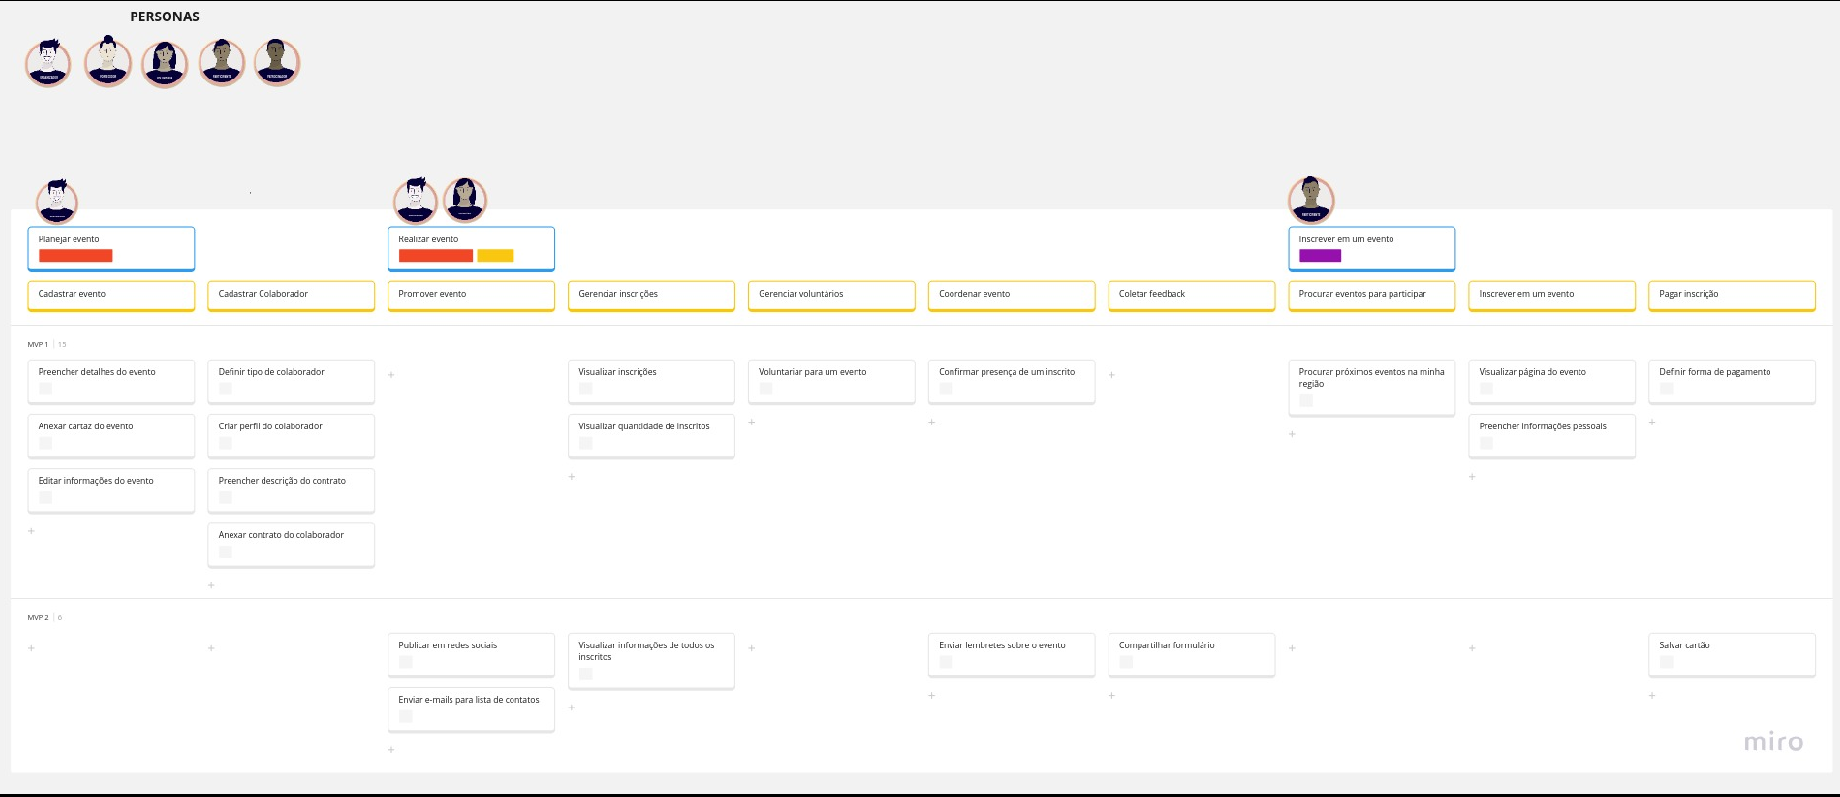 PERSONAS
PARTICIPANTE
Planejar evento
Realizar evento
Inscrever em um evento
Cadastrar evento
Cadastrar Colaborador
Promover evento
Gerenciar inscrições
Gerenciar voluntários
Coordenar evento
Coletar feedback
Procurar eventos para participar
Inscrever em um evento
Pagar inscrição
MVP1 | 15
Preencher detalhes do evento
Definir tipo de colaborador
Visualizar inscrições
Voluntariar para um evento
Confirmar presença de um inscrito
Procurar próximos eventos na minha
região
Visualizar página do evento
Definir forma de pagamento
Anexar cartaz do evento
Criar perfil do colaborador
Visualizar quantidade de inscritos
Preencher informações pessoais
Editar informações do evento
Preencher descrição do contrato
Anexar contrato do colaborador
MVP2 | 6
Publicar em redes sociais
Visualizar informações de todos os
inscritos
Enviar lembretes sobre o evento
Compartilhar formulário
Salvar cartão
Enviar e-mails para lista de contatos
miro